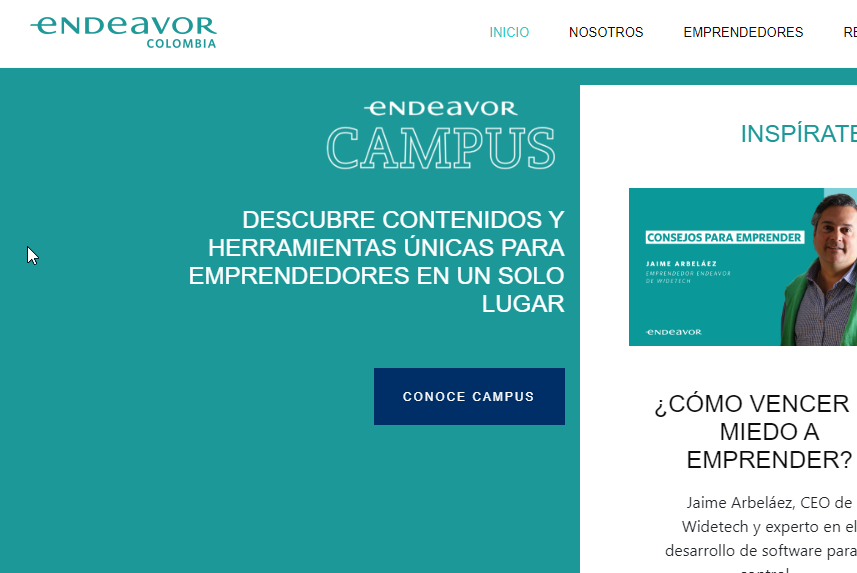 enDeavor
COLOMBIA
INICIO
NOSOTROS
EMPRENDEDORES
enDeavor
CAMPUS
DESCUBRE CONTENIDOS Y
HERRAMIENTAS ÚNICAS PARA
EMPRENDEDORES EN UN SOLO
LUGAR
CONOCE CAMPUS
INSPÍRATE
CONSEJOS PARA EMPRENDER
JAIME ARBELÁEZ
EMPRENDEDOR ENDEAVOR
DE WIDETECH
enDeavor
¿CÓMO VENCER
MIEDO A
EMPRENDER?
Jaime Arbeláez, CEO de
Widetech y experto en el
desarrollo de software para